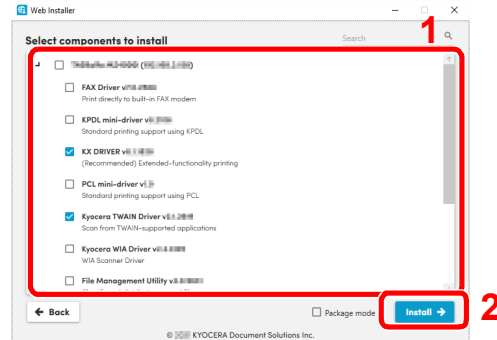 Web Installer
1
Select components to install
Search
FAX Driver
Print directly to built-in FAX modem
KPDL mini-driver
Standard printing support using KPDL
KX DRIVER
(Recommended) Extended-functionality printing
PCL mini-driver
Standard printing support using PCL
Kyocera TWAIN Driver
Scan from TWAIN-supported applications
Kyocera WIA Driver
WIA Scanner Driver
File Management Utility
Back
Package mode
Install
2
© KYOCERA Document Solutions Inc.